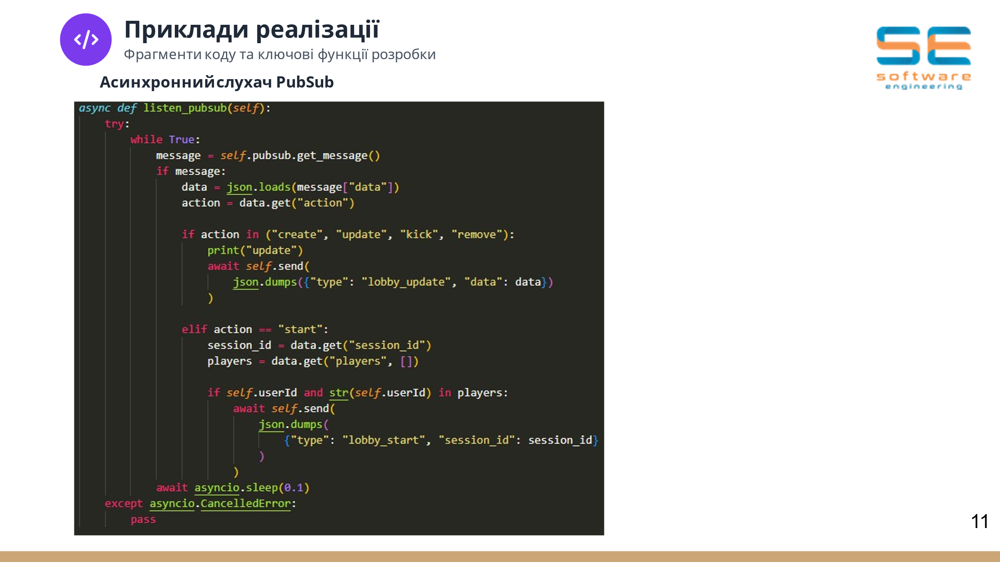 Приклади реалізації
Фрагменти коду та ключові функції розробки
Асинхронний слухач PubSub
software
engineering
async def listen_pubsub(self):
    try:
        while True:
            message = self.pubsub.get_message()
            if message:
                data = json.loads(message["data"])
                action = data.get("action")

                if action in ("create", "update", "kick", "remove"):
                    print("update")
                    await self.send(
                        json.dumps({"type": "lobby_update", "data": data})
                    )

                elif action == "start":
                    session_id = data.get("session_id")
                    players = data.get("players", [])

                    if self.userId and str(self.userId) in players:
                        await self.send(
                            json.dumps(
                                {"type": "lobby_start", "session_id": session_id}
                            )
                        )
            await asyncio.sleep(0.1)
    except asyncio.CancelledError:
        pass
11